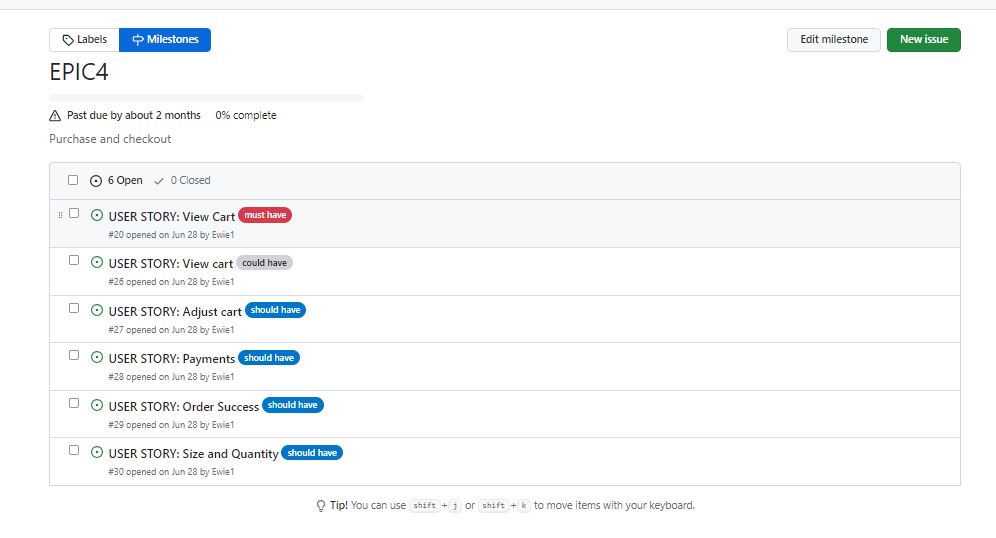 Labels Milestones Edit milestone New issue
EPIC4
Past due by about 2 months 0% complete
Purchase and checkout
6 Open 0 Closed
USER STORY: View Cart must have
#20 opened on Jun 28 by Ewie1
USER STORY: View cart could have
#26 opened on Jun 28 by Ewie1
USER STORY: Adjust cart should have
#27 opened on Jun 28 by Ewie1
USER STORY: Payments should have
#28 opened on Jun 28 by Ewie1
USER STORY: Order Success should have
#29 opened on Jun 28 by Ewie1
USER STORY: Size and Quantity should have
#30 opened on Jun 28 by Ewie1
Tip! You can use shift + j or shift + k to move items with your keyboard.